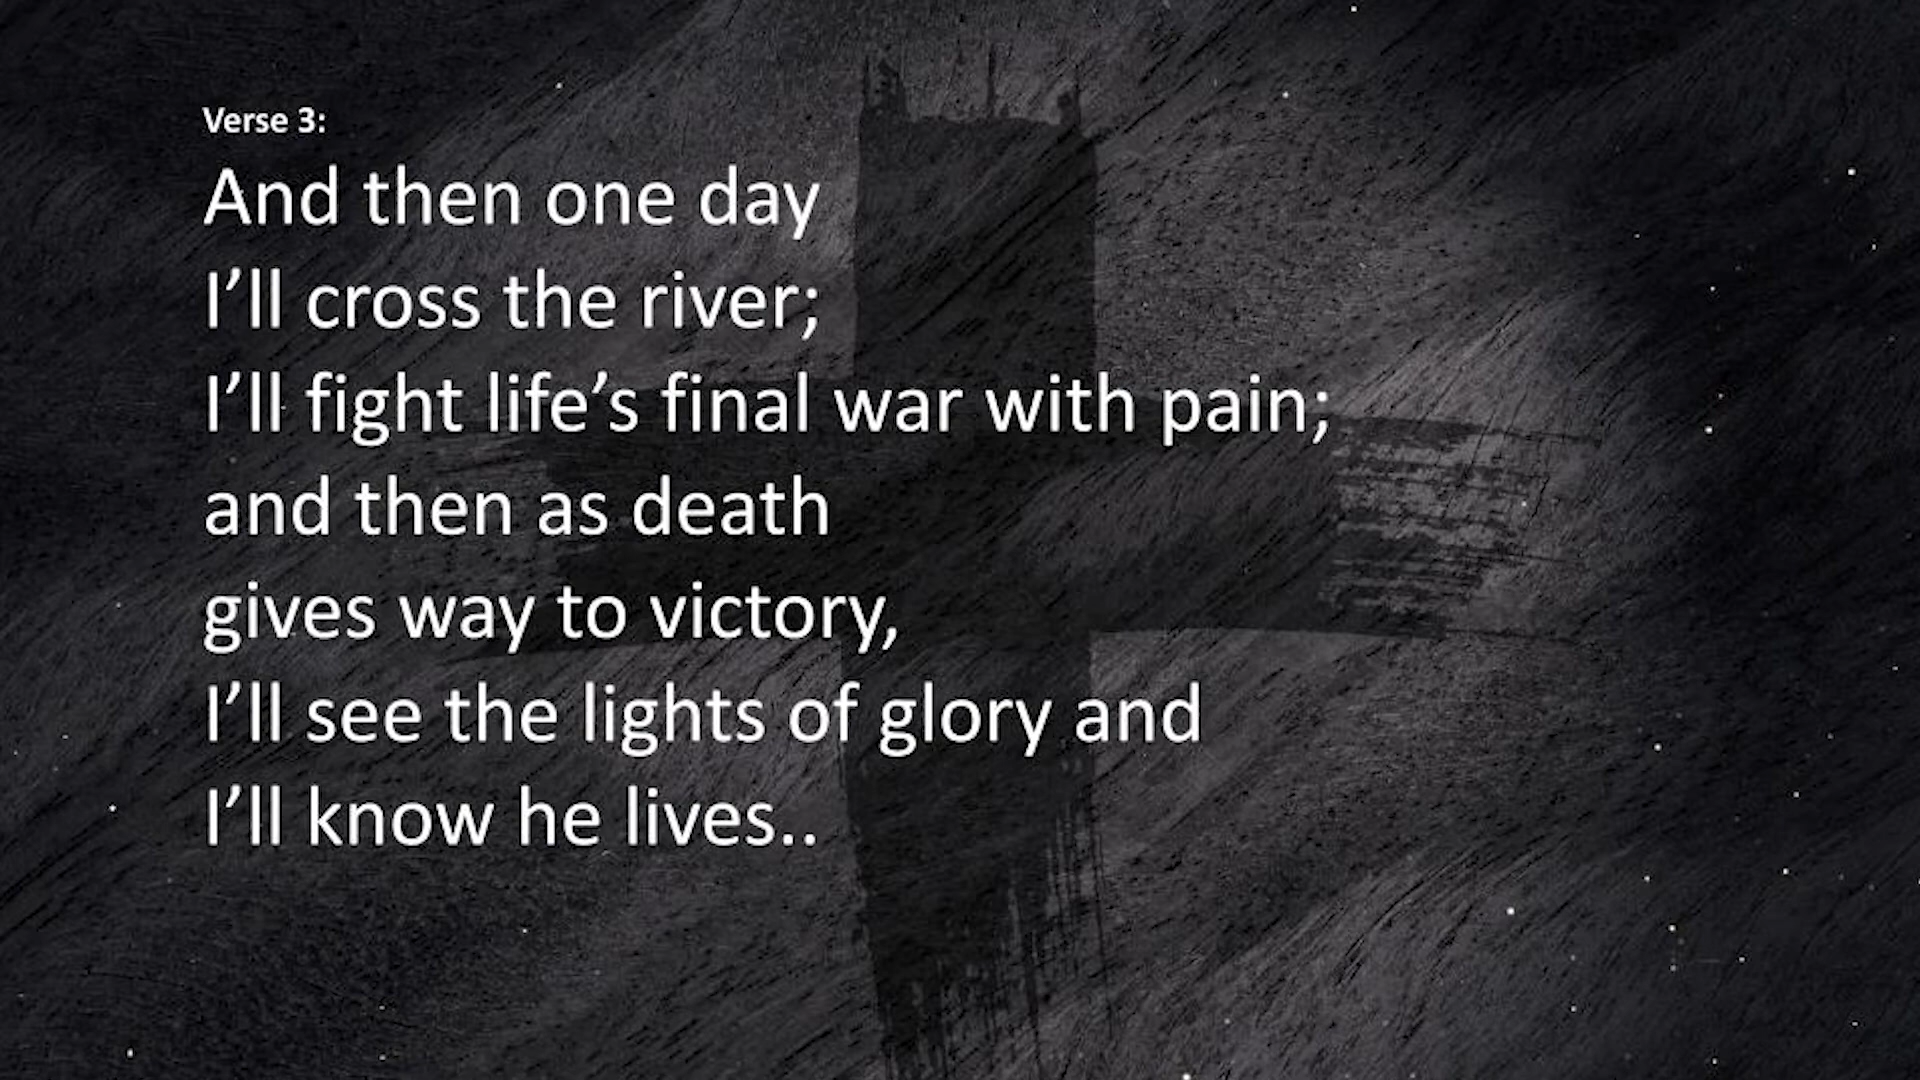 Verse 3:
And then one day
I’ll cross the river;
I’ll fight life’s final war with pain;
and then as death
gives way to victory,
I’ll see the lights of glory and
I’ll know he lives..